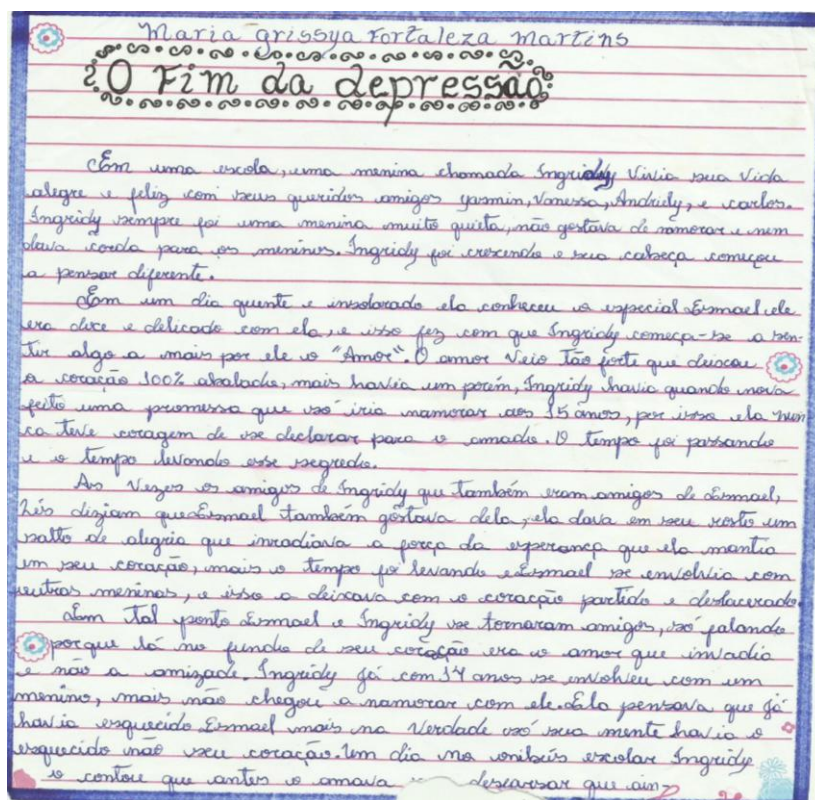 Maria grissya Fortaleza martins
O Fim da depressão
Em uma escola, uma menina chamada Ingridy Vivia sua Vida
alegre e feliz com seus queridos amigos yasmin, Vanessa, Andriely, e carlos.
Ingridy sempre foi uma menina muito quieta, não gostava de namorar e nem
dava corda para os meninos. Ingridy foi crescendo e sua cabeça começou
a pensar diferente.
Em um dia quente e insolarado ela conheceu o especial Esmael ele
era doce e delicado com ela, e isso fez com que Ingridy começa-se a sen-
tir algo a mais por ele o "Amor". O amor Veio tão forte que deixou
o coração 100% abalado, mais havia um porém, Ingridy havia quando nova
feito uma promessa que só iria namorar aos 15 anos, por isso ela nun
ca teve coragem de se declarar para o amado. O tempo foi passando
e o tempo levando esse segredo.
As Vezes os amigos de Ingridy que também eram amigos de Esmael,
lês diziam que Esmael também gostava dela, ela dava em seu rosto um
salto de alegria que inradiava a força da esperança que ela mantia
em seu coração, mais o tempo foi levando e Esmael se envolvia com
outras meninas, e isso a deixava com o coração partido e deslacerado.
Em tal ponto Esmael e Ingridy se tornaram amigos, só falando
porque lá no fundo de seu coração era o amor que invadia
e não a amizade. Ingridy já com 14 anos se envolveu com um
menino, mais não chegou a namorar com ele. Ela pensava que já
havia esquecido Esmael mais na Verdade só sua mente havia o
esquecido não seu coração. Um dia no onibús escolar Ingridy
o contou que antes o amava descarsar que ain